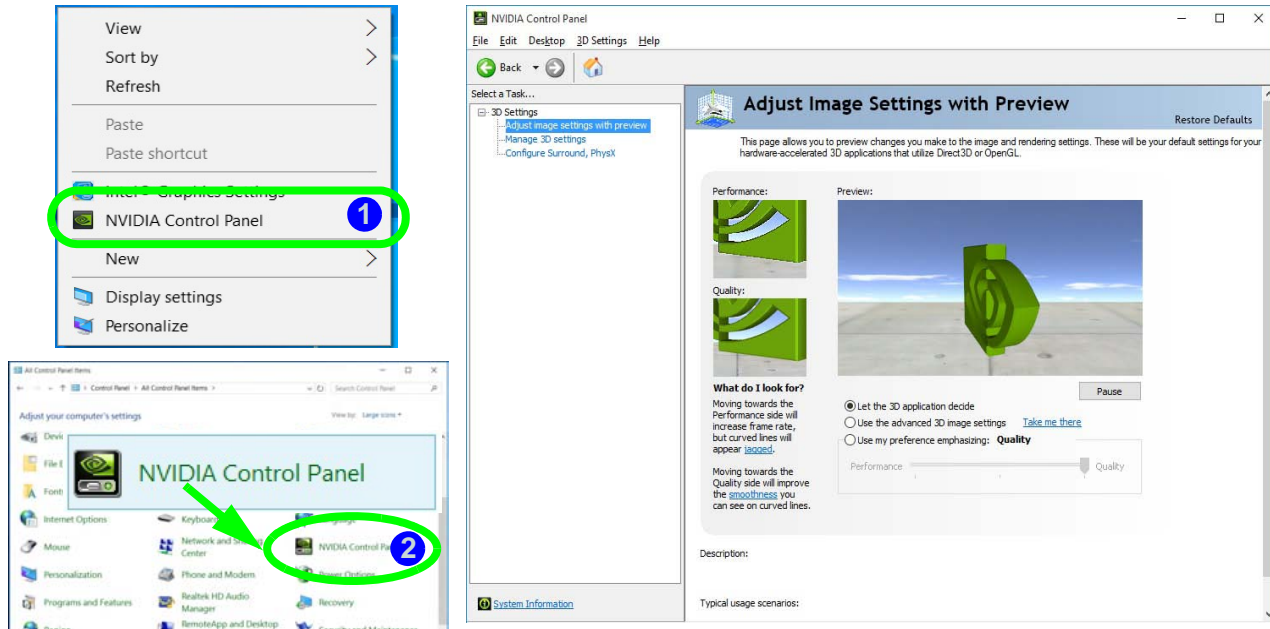 View
Sort by
Refresh
Paste
Paste shortcut
Intel® Graphics Settings
NVIDIA Control Panel
1
New
Display settings
Personalize
All Control Panel Items
Control Panel > All Control Panel Items >
Search Control Panel
Adjust your computer's settings
View by: Large icons
NVIDIA Control Panel
Internet Options
Mouse
Network and
Center
NVIDIA Control
2
Personalization
Phone and Modem
Power Options
Programs and Features
Realtek HD Audio
Manager
Recovery
RemoteApp and Desktop
NVIDIA Control Panel
File Edit Desktop 3D Settings Help
Back
Select a Task...
3D Settings
Adjust image settings with preview
Manage 3D settings
Configure Surround, PhysX
System Information
Adjust Image Settings with Preview
Restore Defaults
This page allows you to preview changes you make to the image and rendering settings. These will be your default settings for your
hardware-accelerated 3D applications that utilize Direct3D or OpenGL.
Performance:
Preview:
Quality:
What do I look for?
Moving towards the
Performance side will
increase frame rate,
but curved lines will
appear jagged.
Moving towards the
Quality side will improve
the smoothness you
can see on curved lines.
Pause
Let the 3D application decide
Use the advanced 3D image settings Take me there
Use my preference emphasizing: Quality
Performance Quality
Description:
Typical usage scenarios: